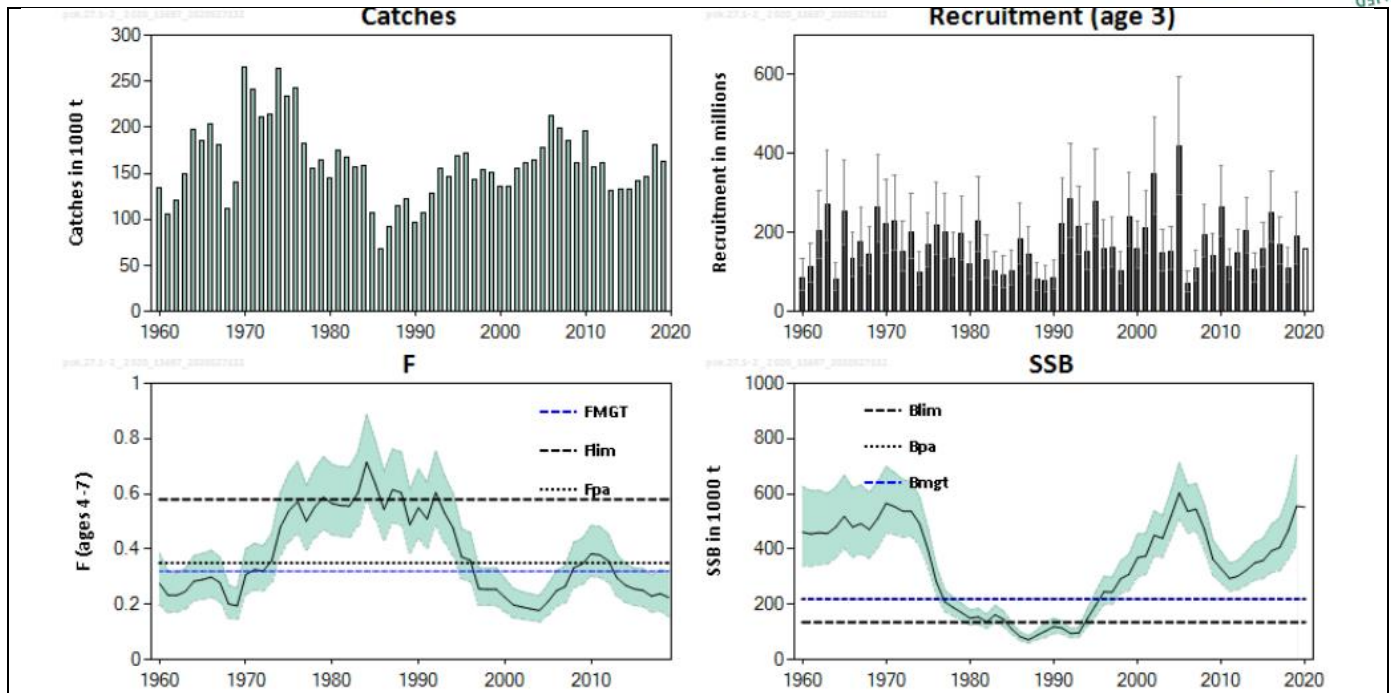 Catches
300
250
200
150
100
50
0
Catches in 1000 t
1960 1970 1980 1990 2000 2010 2020
Recruitment (age 3)
600
400
200
0
Recruitment in millions
1960 1970 1980 1990 2000 2010 2020
F
1
0.8
0.6
0.4
0.2
0
F (ages 4-7)
FMGT
Flim
Fpa
1960 1970 1980 1990 2000 2010
SSB
1000
800
600
400
200
0
SSB in 1000 t
Blim
Bpa
Bmgt
1960 1970 1980 1990 2000 2010 2020